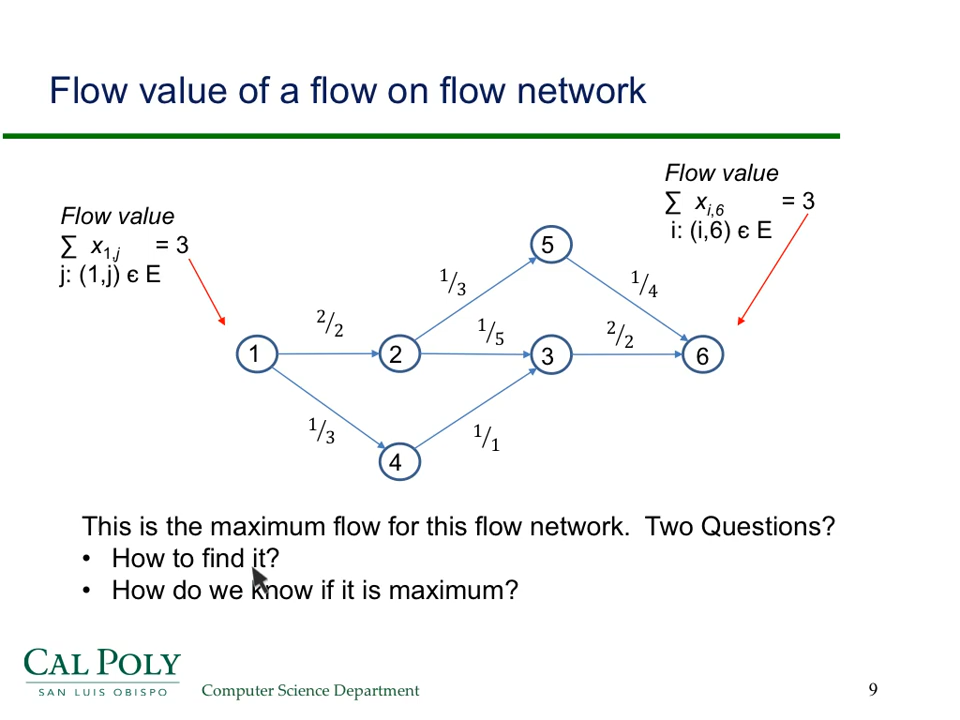 Flow value of a flow on flow network
Flow value
∑ x1,j = 3
j: (1,j) є E
Flow value
∑ xi,6 = 3
i: (i,6) є E
5
1/3
1/4
2/2
1/5
2/2
1
2
3
6
1/3
1/1
4
This is the maximum flow for this flow network. Two Questions?
• How to find it?
• How do we know if it is maximum?
CAL POLY
SAN LUIS OBISPO
Computer Science Department
9